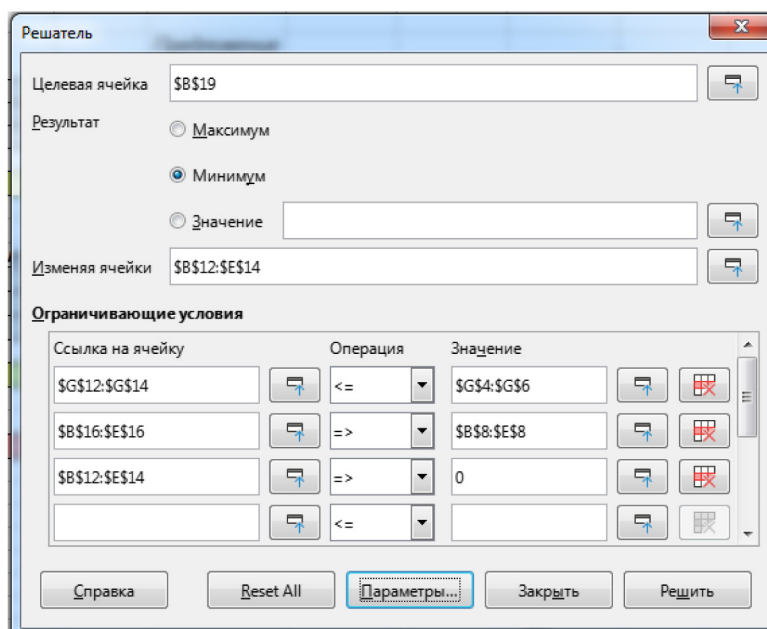 Решатель
Целевая ячейка $B$19
Результат Максимум
Минимум
Значение
Изменяя ячейки $B$12:$E$14
Ограничивающие условия
Ссылка на ячейку Операция Значение
$G$12:$G$14 <= $G$4:$G$6
$B$16:$E$16 => $B$8:$E$8
$B$12:$E$14 => 0
<=
Справка Reset All Параметры... Закрыть Решить